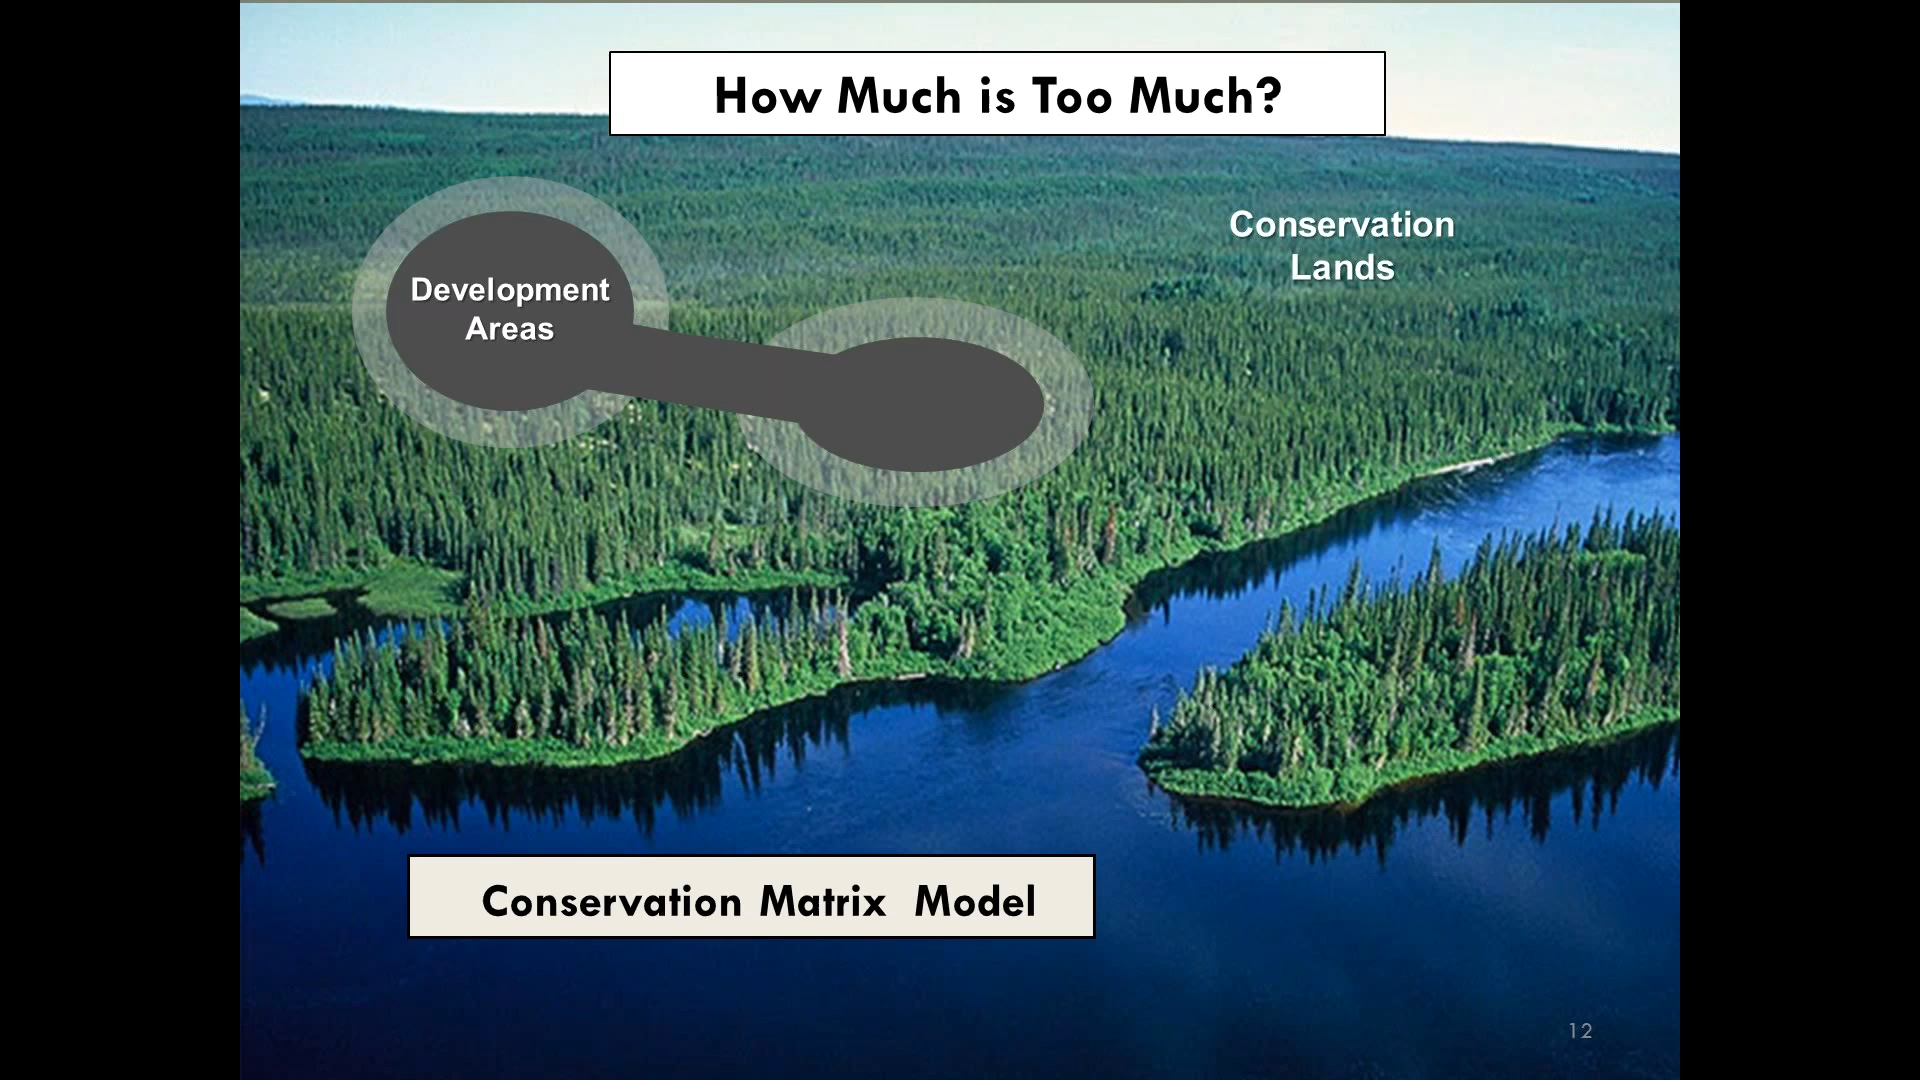 How Much is Too Much?
Conservation
Lands
Development
Areas
Conservation Matrix  Model
12